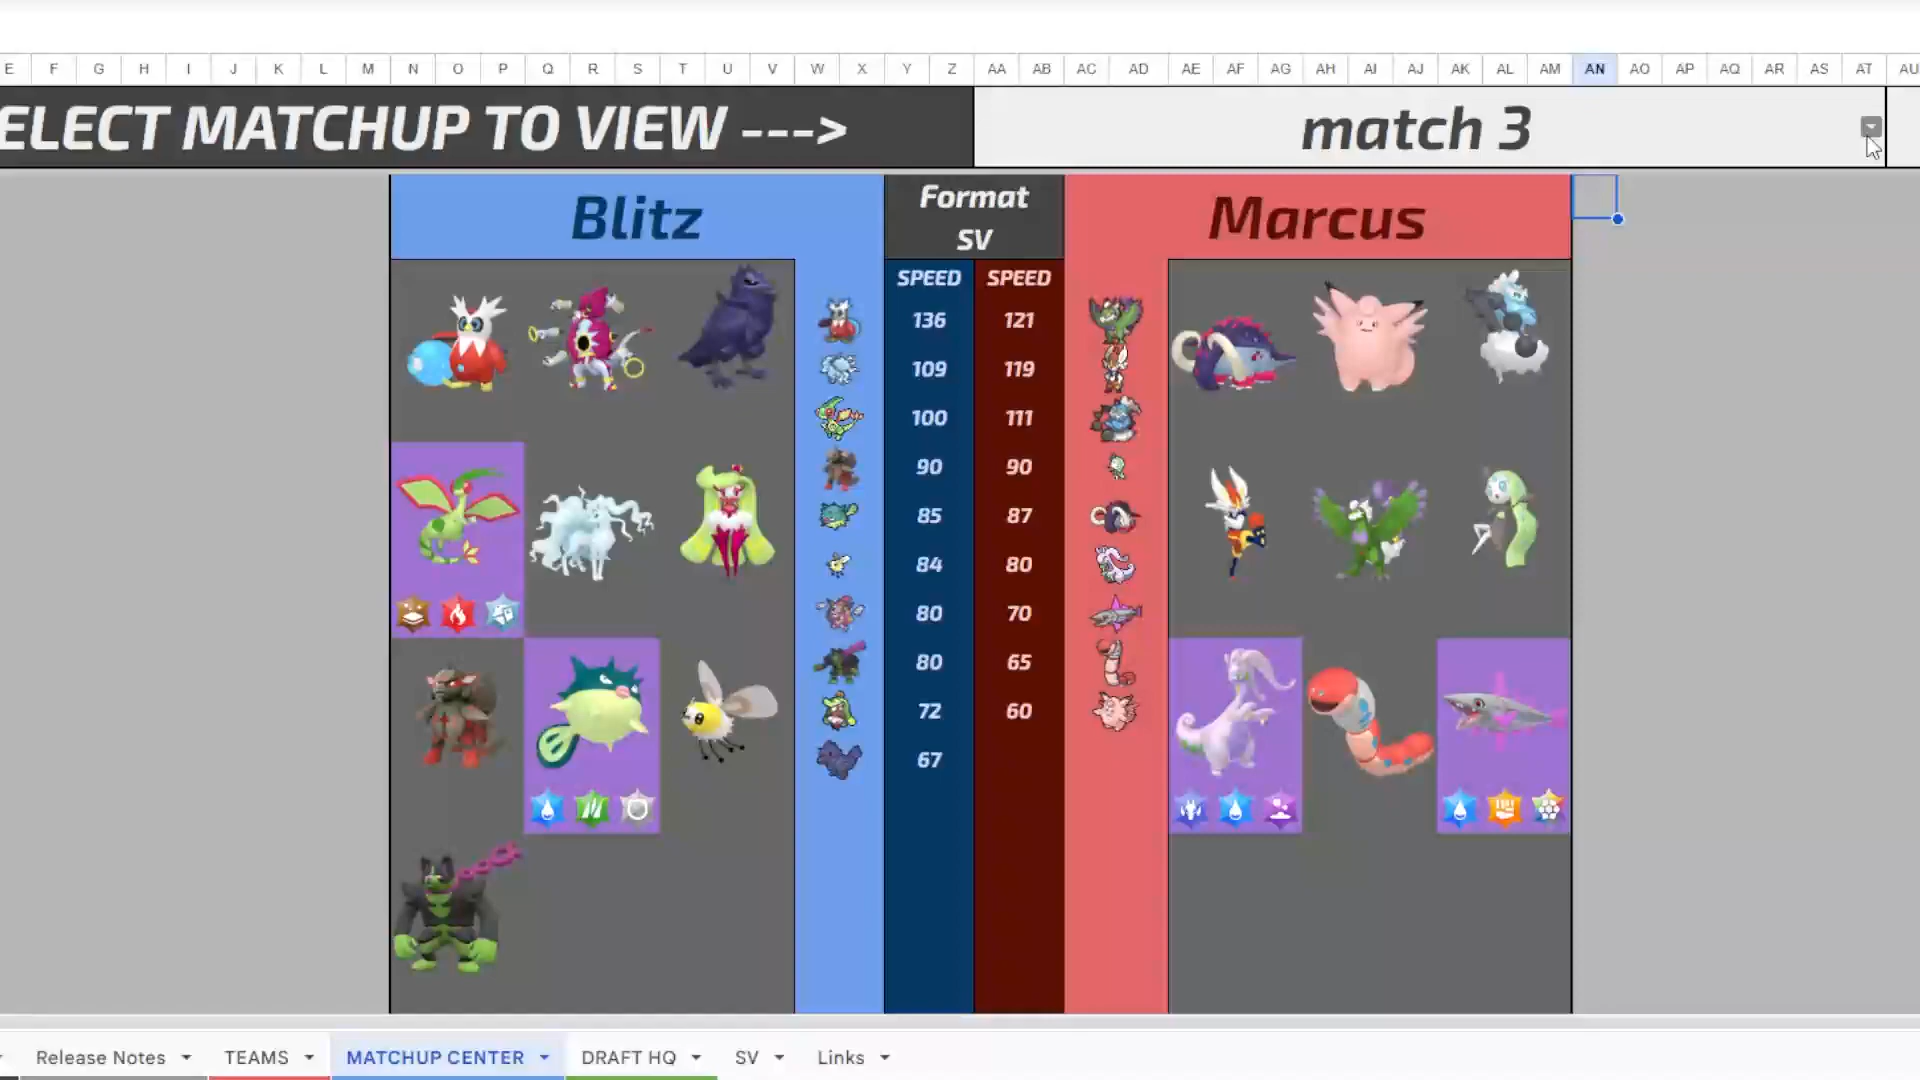 E F G H I J K L M N O P Q R S T U V W X Y Z AA AB AC AD AE AF AG AH AI AJ AK AL AM AN AO AP AQ AR AS AT AU
ELECT MATCHUP TO VIEW --->
match 3
Blitz
Format
SV
Marcus
SPEED SPEED
136 121
109 119
100 111
90 90
85 87
84 80
80 70
80 65
72 60
67
Release Notes TEAMS MATCHUP CENTER DRAFT HQ SV Links